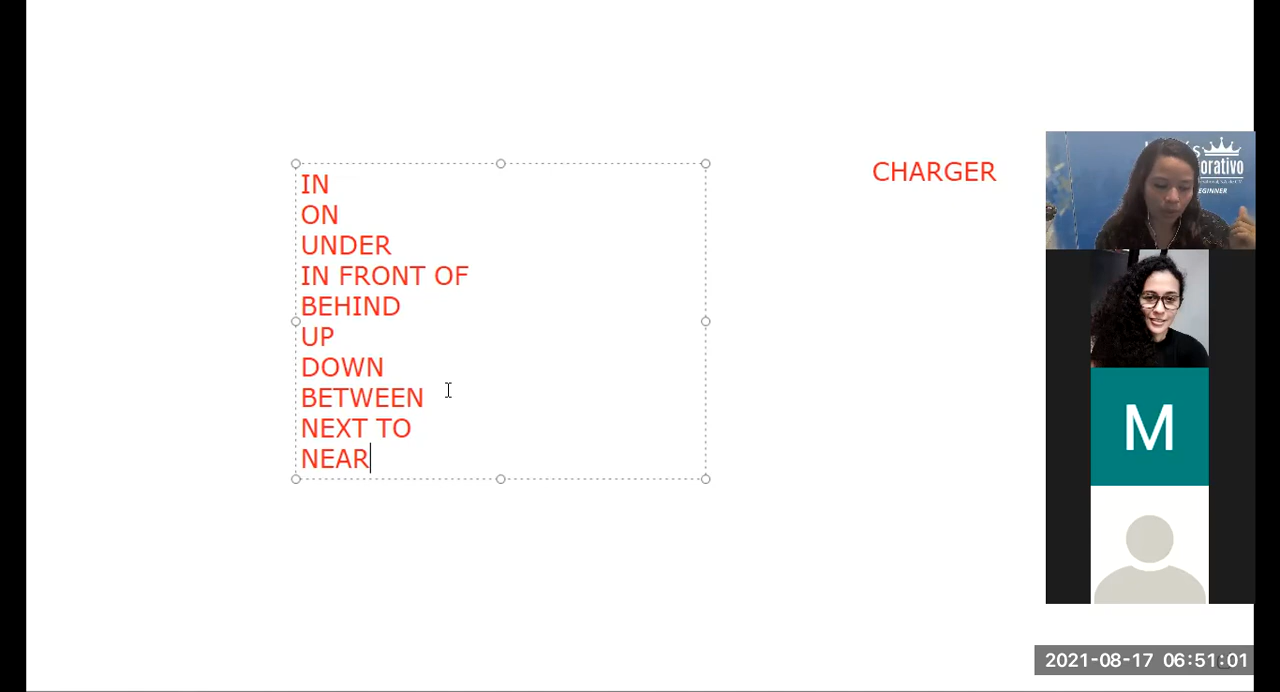 IN
ON
UNDER
IN FRONT OF
BEHIND
UP
DOWN
BETWEEN
NEXT TO
NEAR
CHARGER
orativo
M
2021-08-17 06:51:01